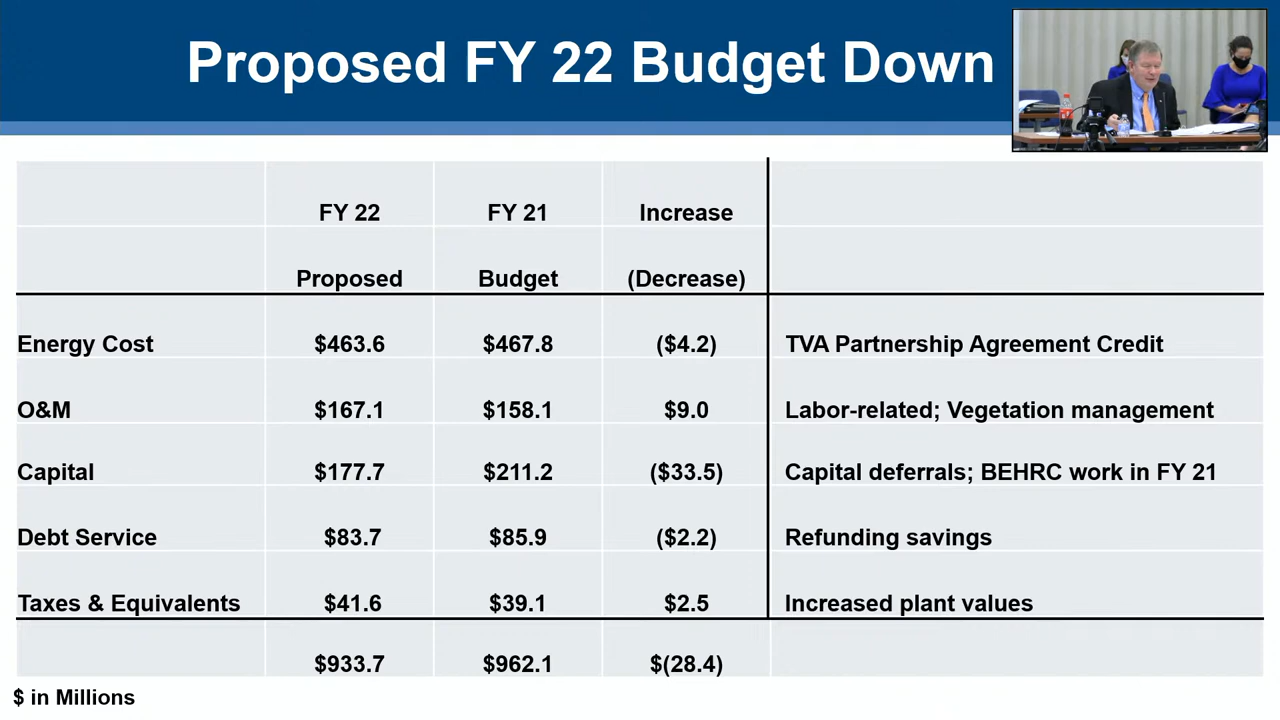 Proposed FY 22 Budget Down
FY 22 FY 21 Increase
Proposed Budget (Decrease)
Energy Cost $463.6 $467.8 ($4.2) TVA Partnership Agreement Credit
O&M $167.1 $158.1 $9.0 Labor-related; Vegetation management
Capital $177.7 $211.2 ($33.5) Capital deferrals; BEHRC work in FY 21
Debt Service $83.7 $85.9 ($2.2) Refunding savings
Taxes & Equivalents $41.6 $39.1 $2.5 Increased plant values
$933.7 $962.1 $(28.4)
$ in Millions